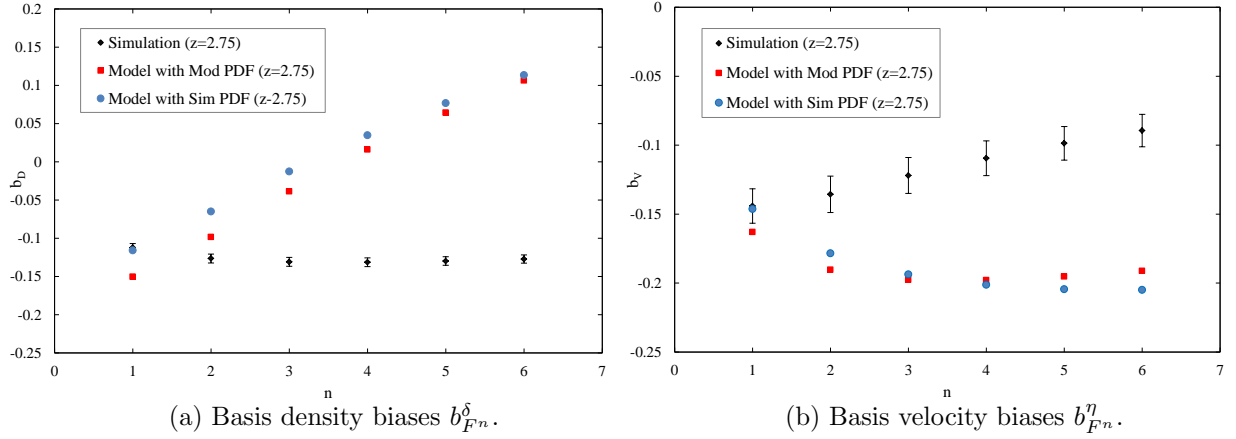 0.2
0.15
0.1
0.05
0
-0.05
-0.1
-0.15
-0.2
-0.25
b_D
Simulation (z=2.75)
Model with Mod PDF (z=2.75)
Model with Sim PDF (z-2.75)
0 1 2 3 4 5 6 7
n
(a) Basis density biases b^δ_{F^n}.
0
-0.05
-0.1
-0.15
-0.2
-0.25
b_V
Simulation (z=2.75)
Model with Mod PDF (z=2.75)
Model with Sim PDF (z=2.75)
0 1 2 3 4 5 6 7
n
(b) Basis velocity biases b^η_{F^n}.